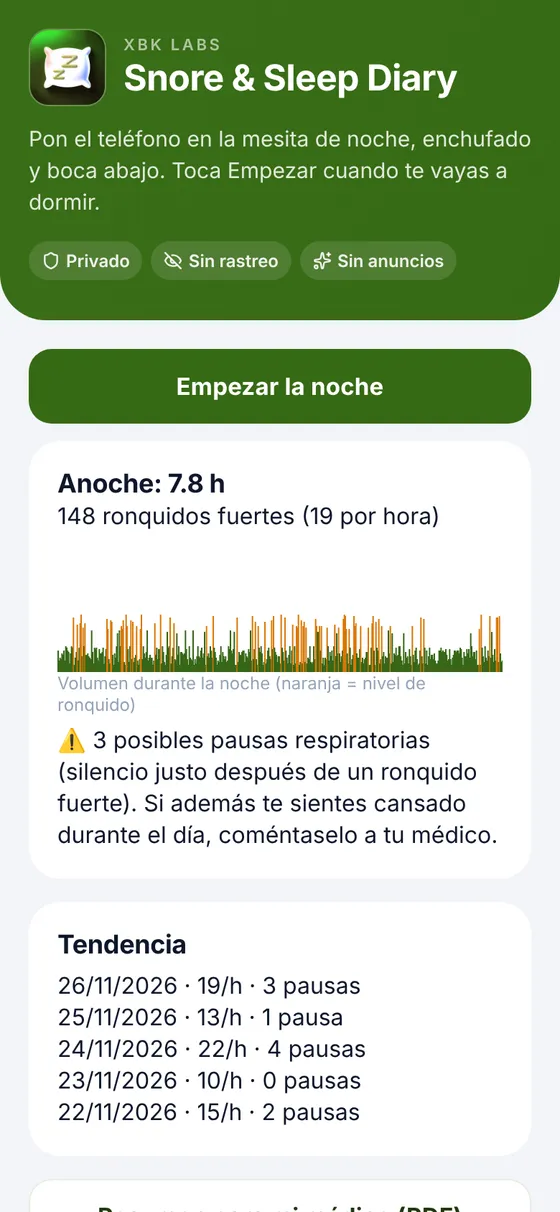 XBK LABS
Snore & Sleep Diary
Pon el teléfono en la mesita de noche, enchufado
y boca abajo. Toca Empezar cuando te vayas a
dormir.
Privado
Sin rastreo
Sin anuncios
Empezar la noche
Anoche: 7.8 h
148 ronquidos fuertes (19 por hora)
Volumen durante la noche (naranja = nivel de
ronquido)
⚠️ 3 posibles pausas respiratorias
(silencio justo después de un ronquido
fuerte). Si además te sientes cansado
durante el día, coméntaselo a tu médico.
Tendencia
26/11/2026 · 19/h · 3 pausas
25/11/2026 · 13/h · 1 pausa
24/11/2026 · 22/h · 4 pausas
23/11/2026 · 10/h · 0 pausas
22/11/2026 · 15/h · 2 pausas